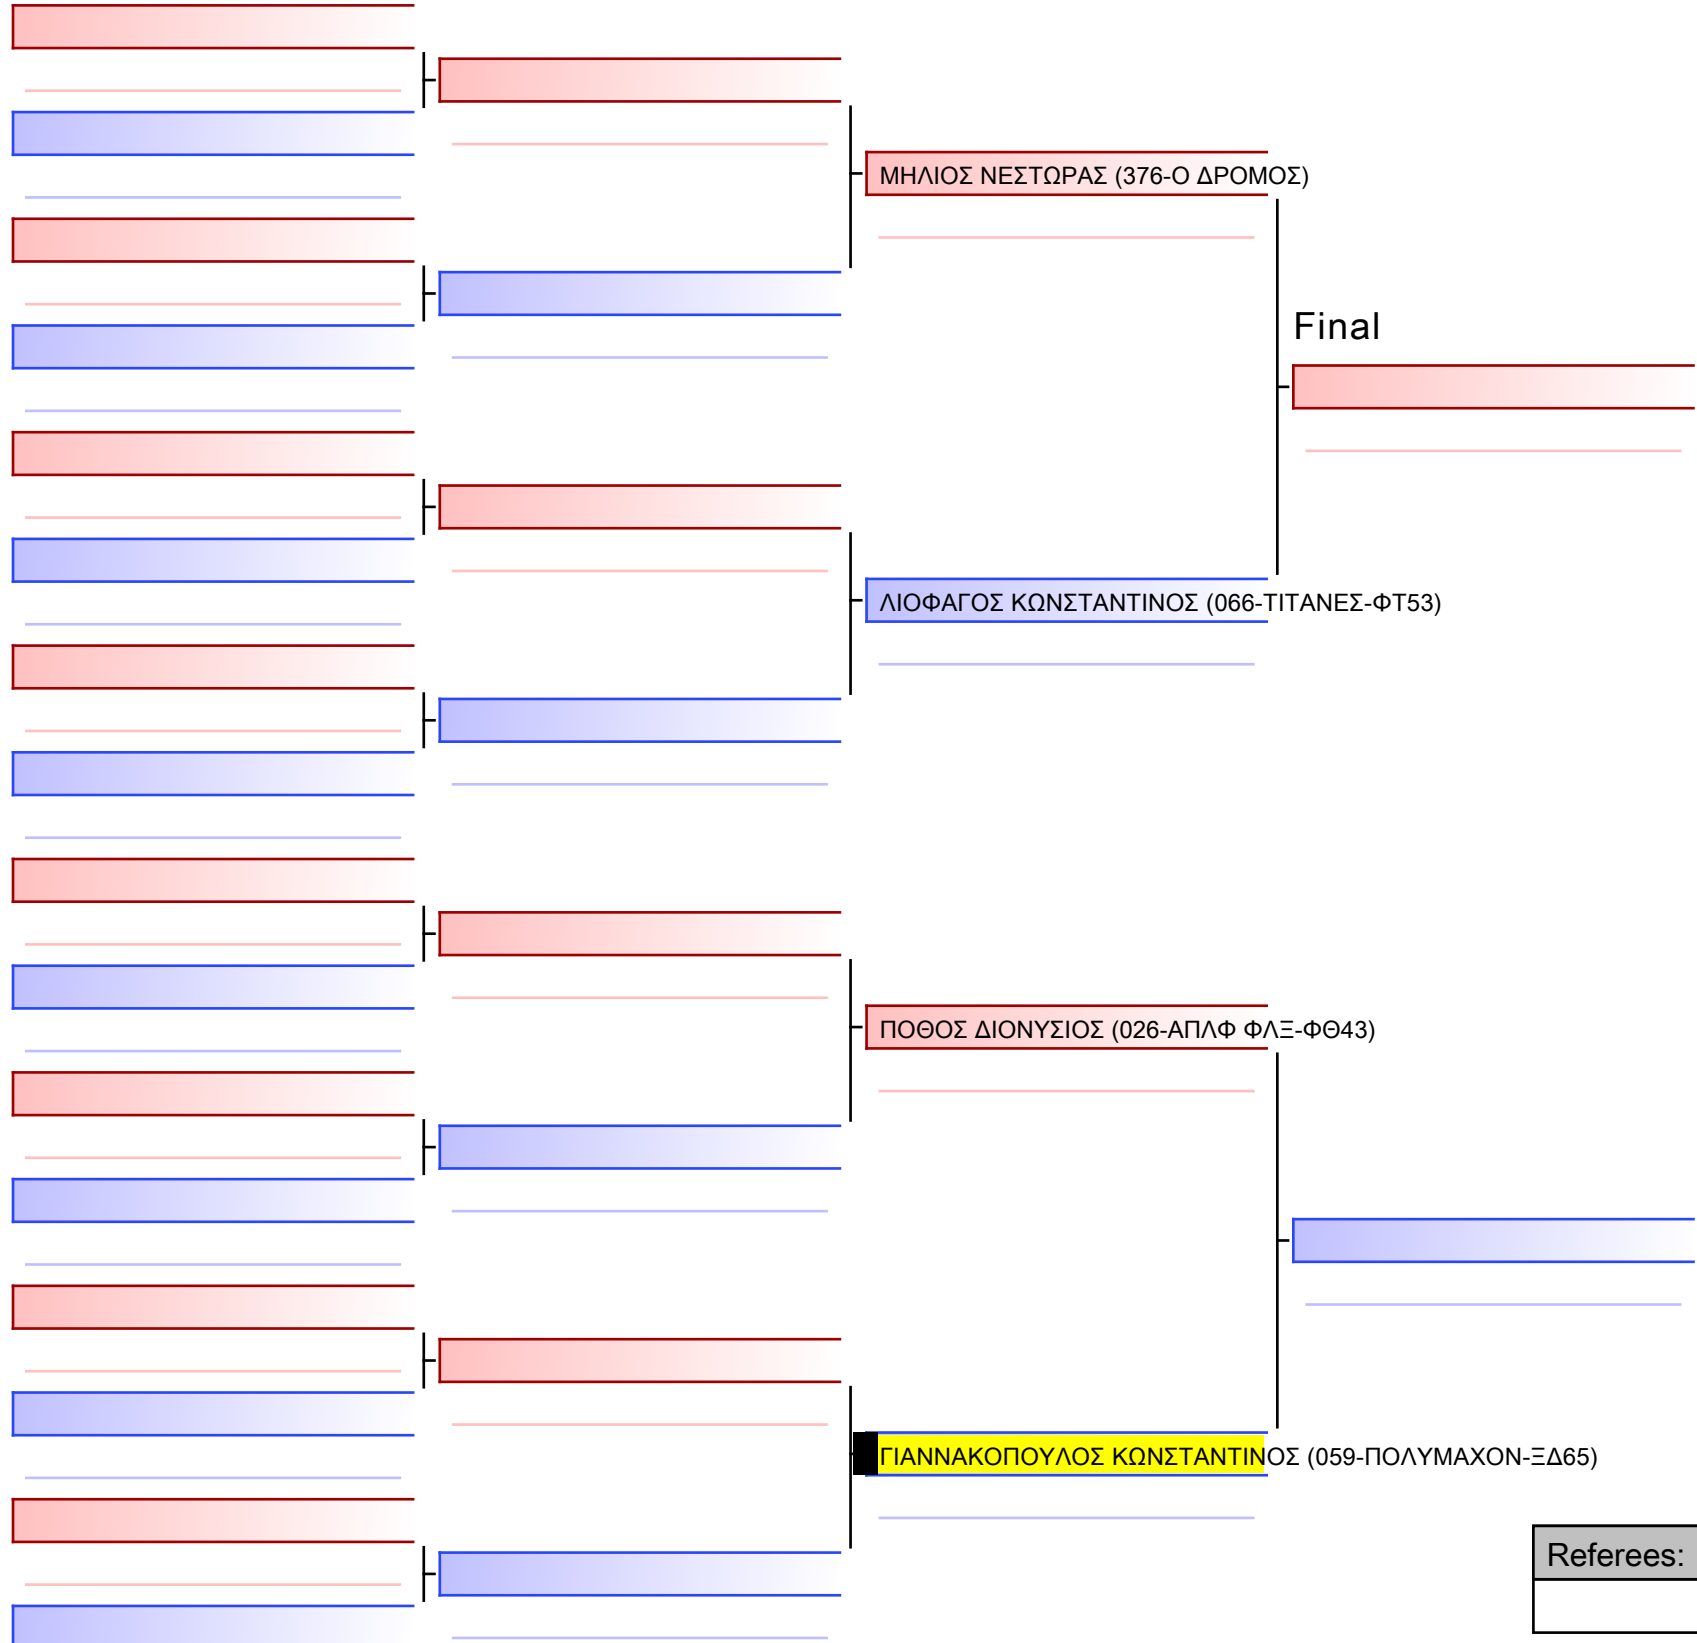 ΜΗΛΙΟΣ ΝΕΣΤΩΡΑΣ (376-Ο ΔΡΟΜΟΣ)
Final
ΛΙΟΦΑΓΟΣ ΚΩΝΣΤΑΝΤΙΝΟΣ (066-ΤΙΤΑΝΕΣ-ΦΤ53)
ΠΟΘΟΣ ΔΙΟΝΥΣΙΟΣ (026-ΑΠΛΦ ΦΛΞ-ΦΘ43)
ΓΙΑΝΝΑΚΟΠΟΥΛΟΣ ΚΩΝΣΤΑΝΤΙΝΟΣ (059-ΠΟΛΥΜΑΧΟΝ-ΞΔ65)
Referees: